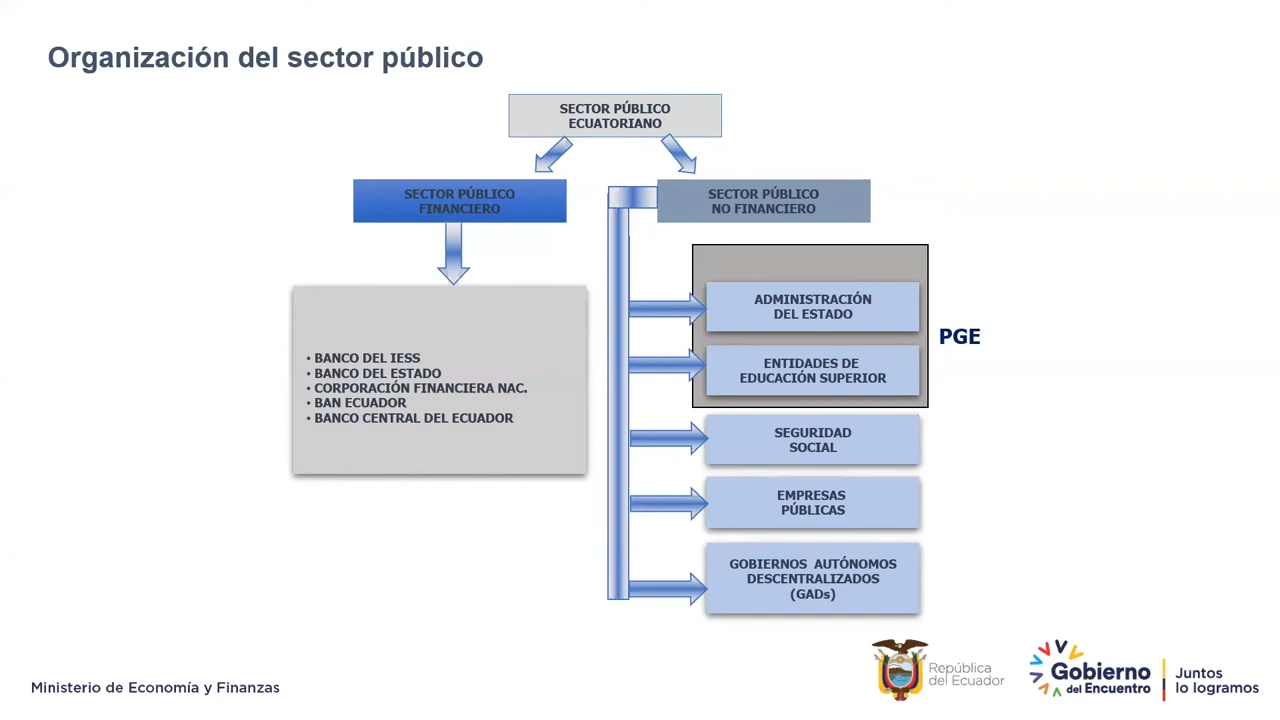 Organización del sector público
SECTOR PÚBLICO
ECUATORIANO
SECTOR PÚBLICO
FINANCIERO
SECTOR PÚBLICO
NO FINANCIERO
• BANCO DEL IESS
• BANCO DEL ESTADO
• CORPORACIÓN FINANCIERA NAC.
• BAN ECUADOR
• BANCO CENTRAL DEL ECUADOR
ADMINISTRACIÓN
DEL ESTADO
ENTIDADES DE
EDUCACIÓN SUPERIOR
PGE
SEGURIDAD
SOCIAL
EMPRESAS
PÚBLICAS
GOBIERNOS AUTÓNOMOS
DESCENTRALIZADOS
(GADs)
Ministerio de Economía y Finanzas
República
del Ecuador
Gobierno
del Encuentro
Juntos
lo logramos